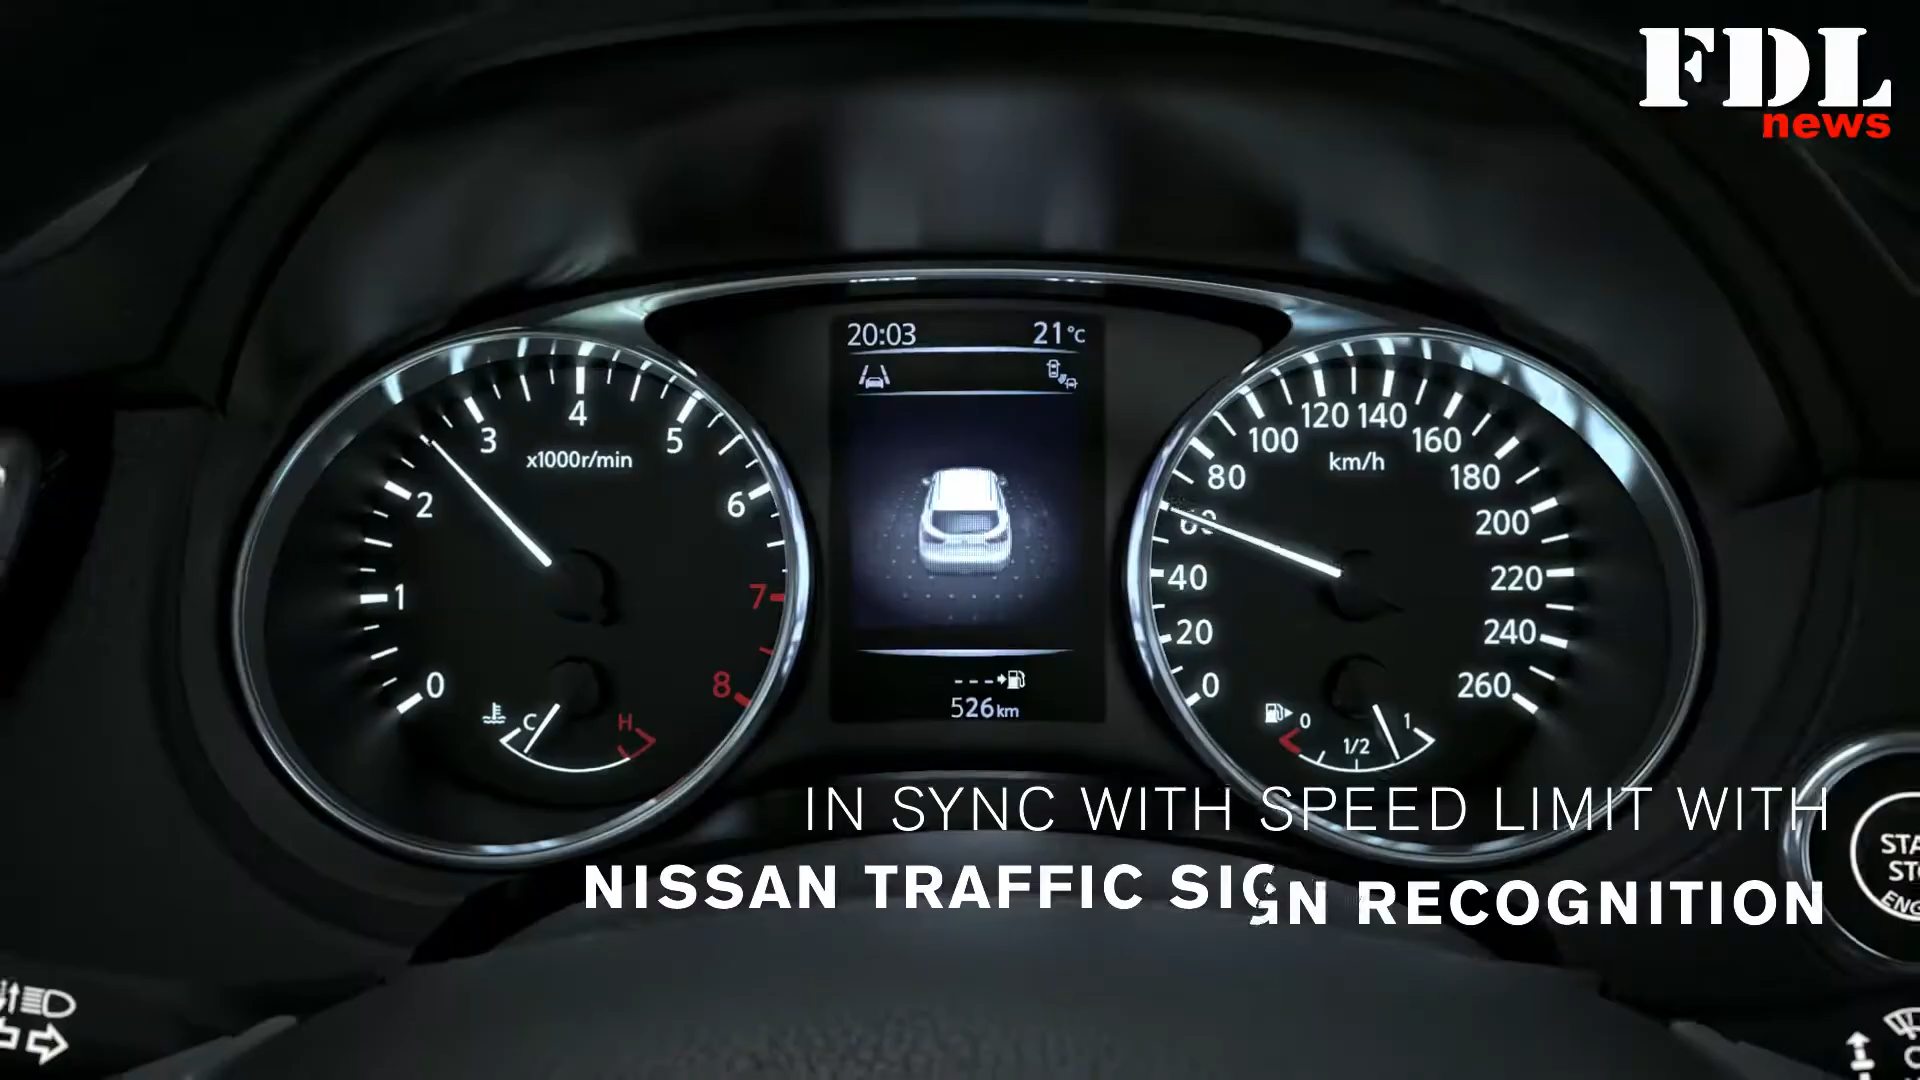 FDL
news
20:03 21°C
4
3 5
x1000r/min
2 6
1 7
0 8
C H
--- 
526km
120 140
100 160
km/h
80 180
60 200
40 220
20 240
0 260
0 1/2 1
IN SYNC WITH SPEED LIMIT WITH
NISSAN TRAFFIC SIGN RECOGNITION